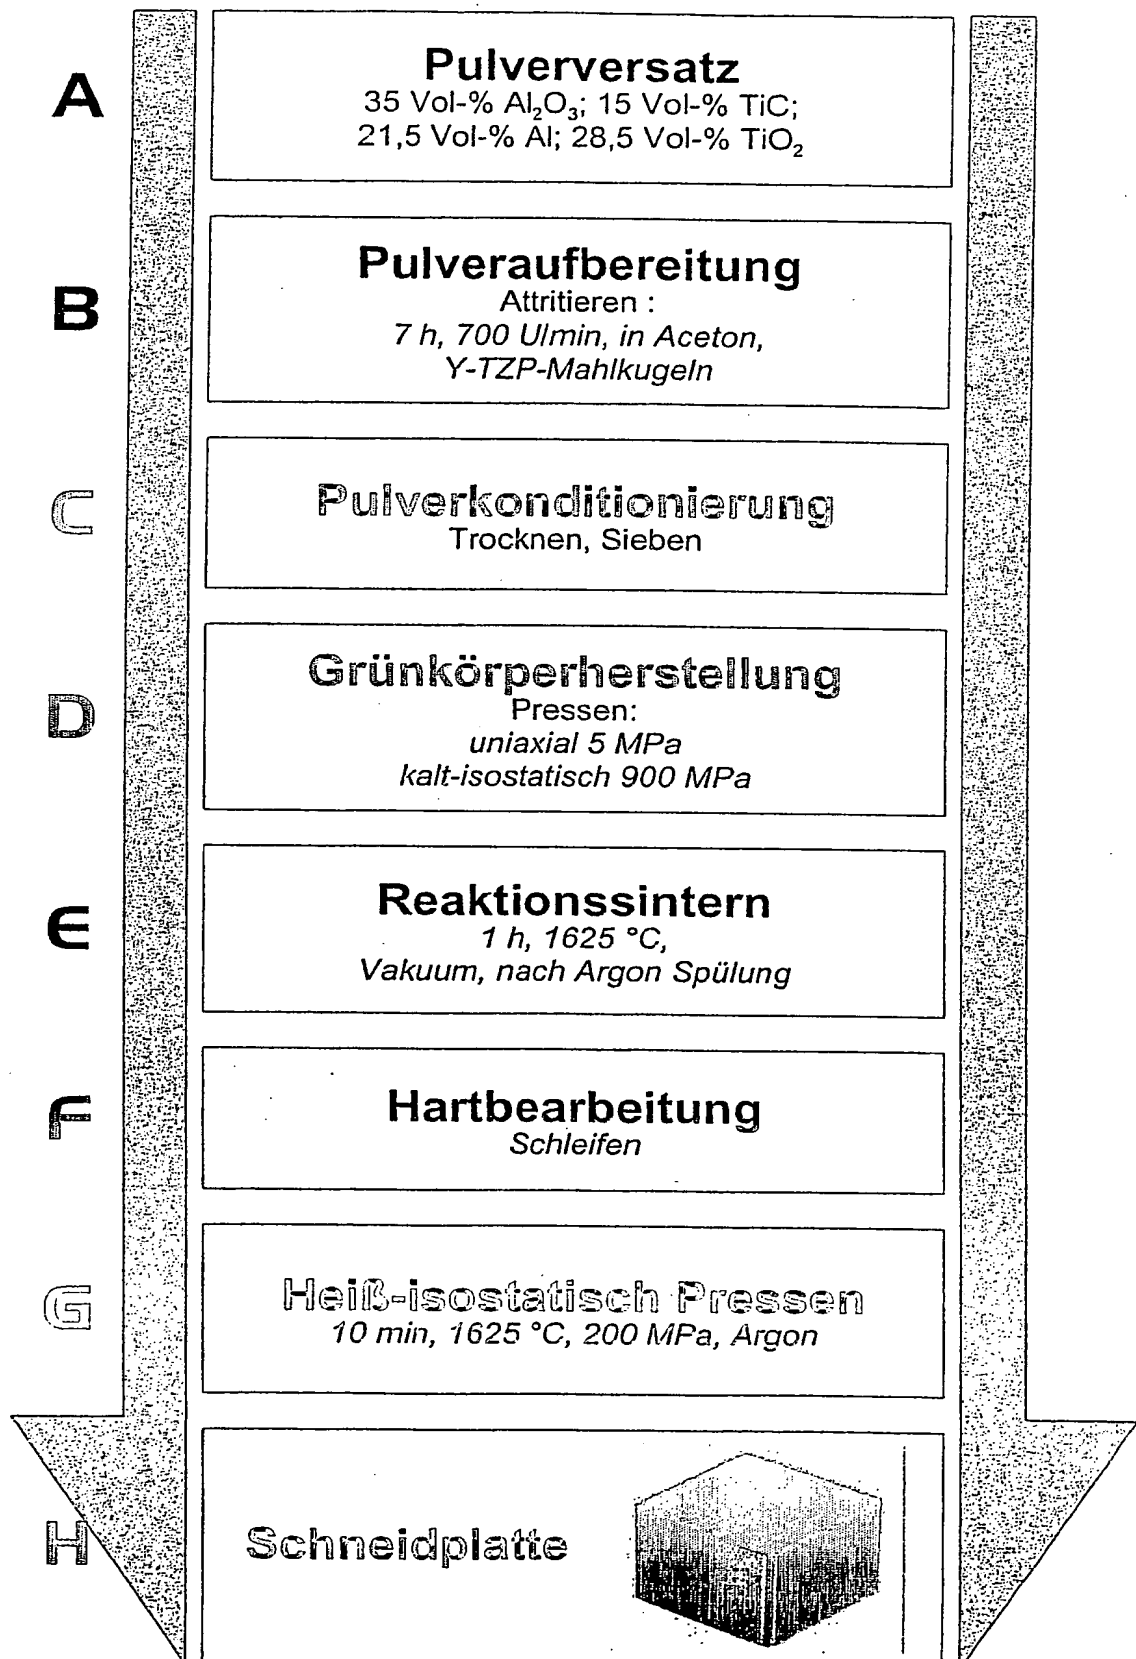 A
Pulverversatz
35 Vol-% Al₂O₃; 15 Vol-% TiC;
21,5 Vol-% Al; 28,5 Vol-% TiO₂
B
Pulveraufbereitung
Attritieren :
7 h, 700 U/min, in Aceton,
Y-TZP-Mahlkugeln
C
Pulverkonditionierung
Trocknen, Sieben
D
Grünkörperherstellung
Pressen:
uniaxial 5 MPa
kalt-isostatisch 900 MPa
E
Reaktionssintern
1 h, 1625 °C,
Vakuum, nach Argon Spülung
F
Hartbearbeitung
Schleifen
G
Heiß-isostatisch Pressen
10 min, 1625 °C, 200 MPa, Argon
H
Schneidplatte